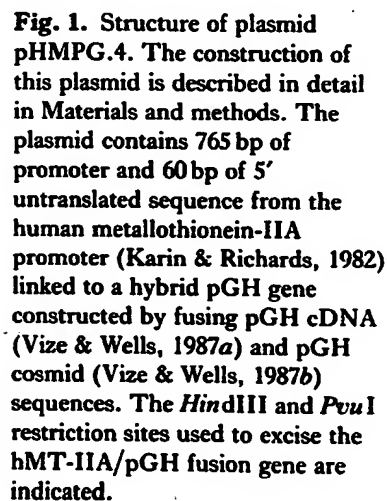 Fig. 1. Structure of plasmid
pHMPG.4. The construction of
this plasmid is described in detail
in Materials and methods. The
plasmid contains 765 bp of
promoter and 60 bp of 5′
untranslated sequence from the
human metallothionein-IIA
promoter (Karin & Richards, 1982)
linked to a hybrid pGH gene
constructed by fusing pGH cDNA
(Vize & Wells, 1987a) and pGH
cosmid (Vize & Wells, 1987b)
sequences. The HindIII and PvuI
restriction sites used to excise the
hMT-IIA/pGH fusion gene are
indicated.